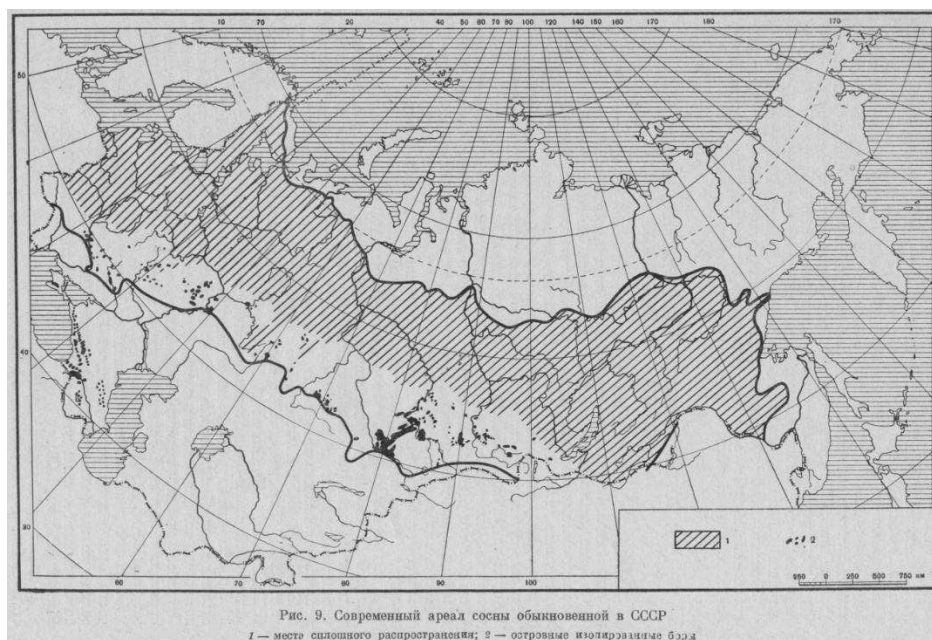 10 70 20 40 50 60 70 80 90 100 120 140 150 160 170 180 170
50
40
30
60 70 80 90 100
1 2
250 0 250 500 750 км
Рис. 9. Современный ареал сосны обыкновенной в СССР
1 — места сплошного распространения; 2 — островные изолированные боры